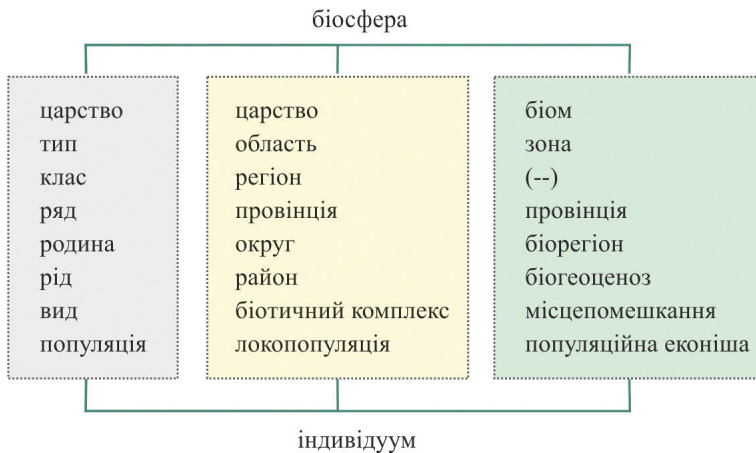 біосфера
царство
тип
клас
ряд
родина
рід
вид
популяція
царство
область
регіон
провінція
округ
район
біотичний комплекс
локопопуляція
біом
зона
(--)
провінція
біорегіон
біогеоценоз
місцепомешкання
популяційна еконіша
індивідуум